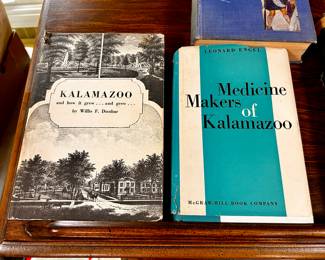 KALAMAZOO
and how it grew ... and grew ...
by Willis F. Dunbar
LEONARD ENGEL
Medicine
Makers
of
Kalamazoo
McGRAW-HILL BOOK COMPANY